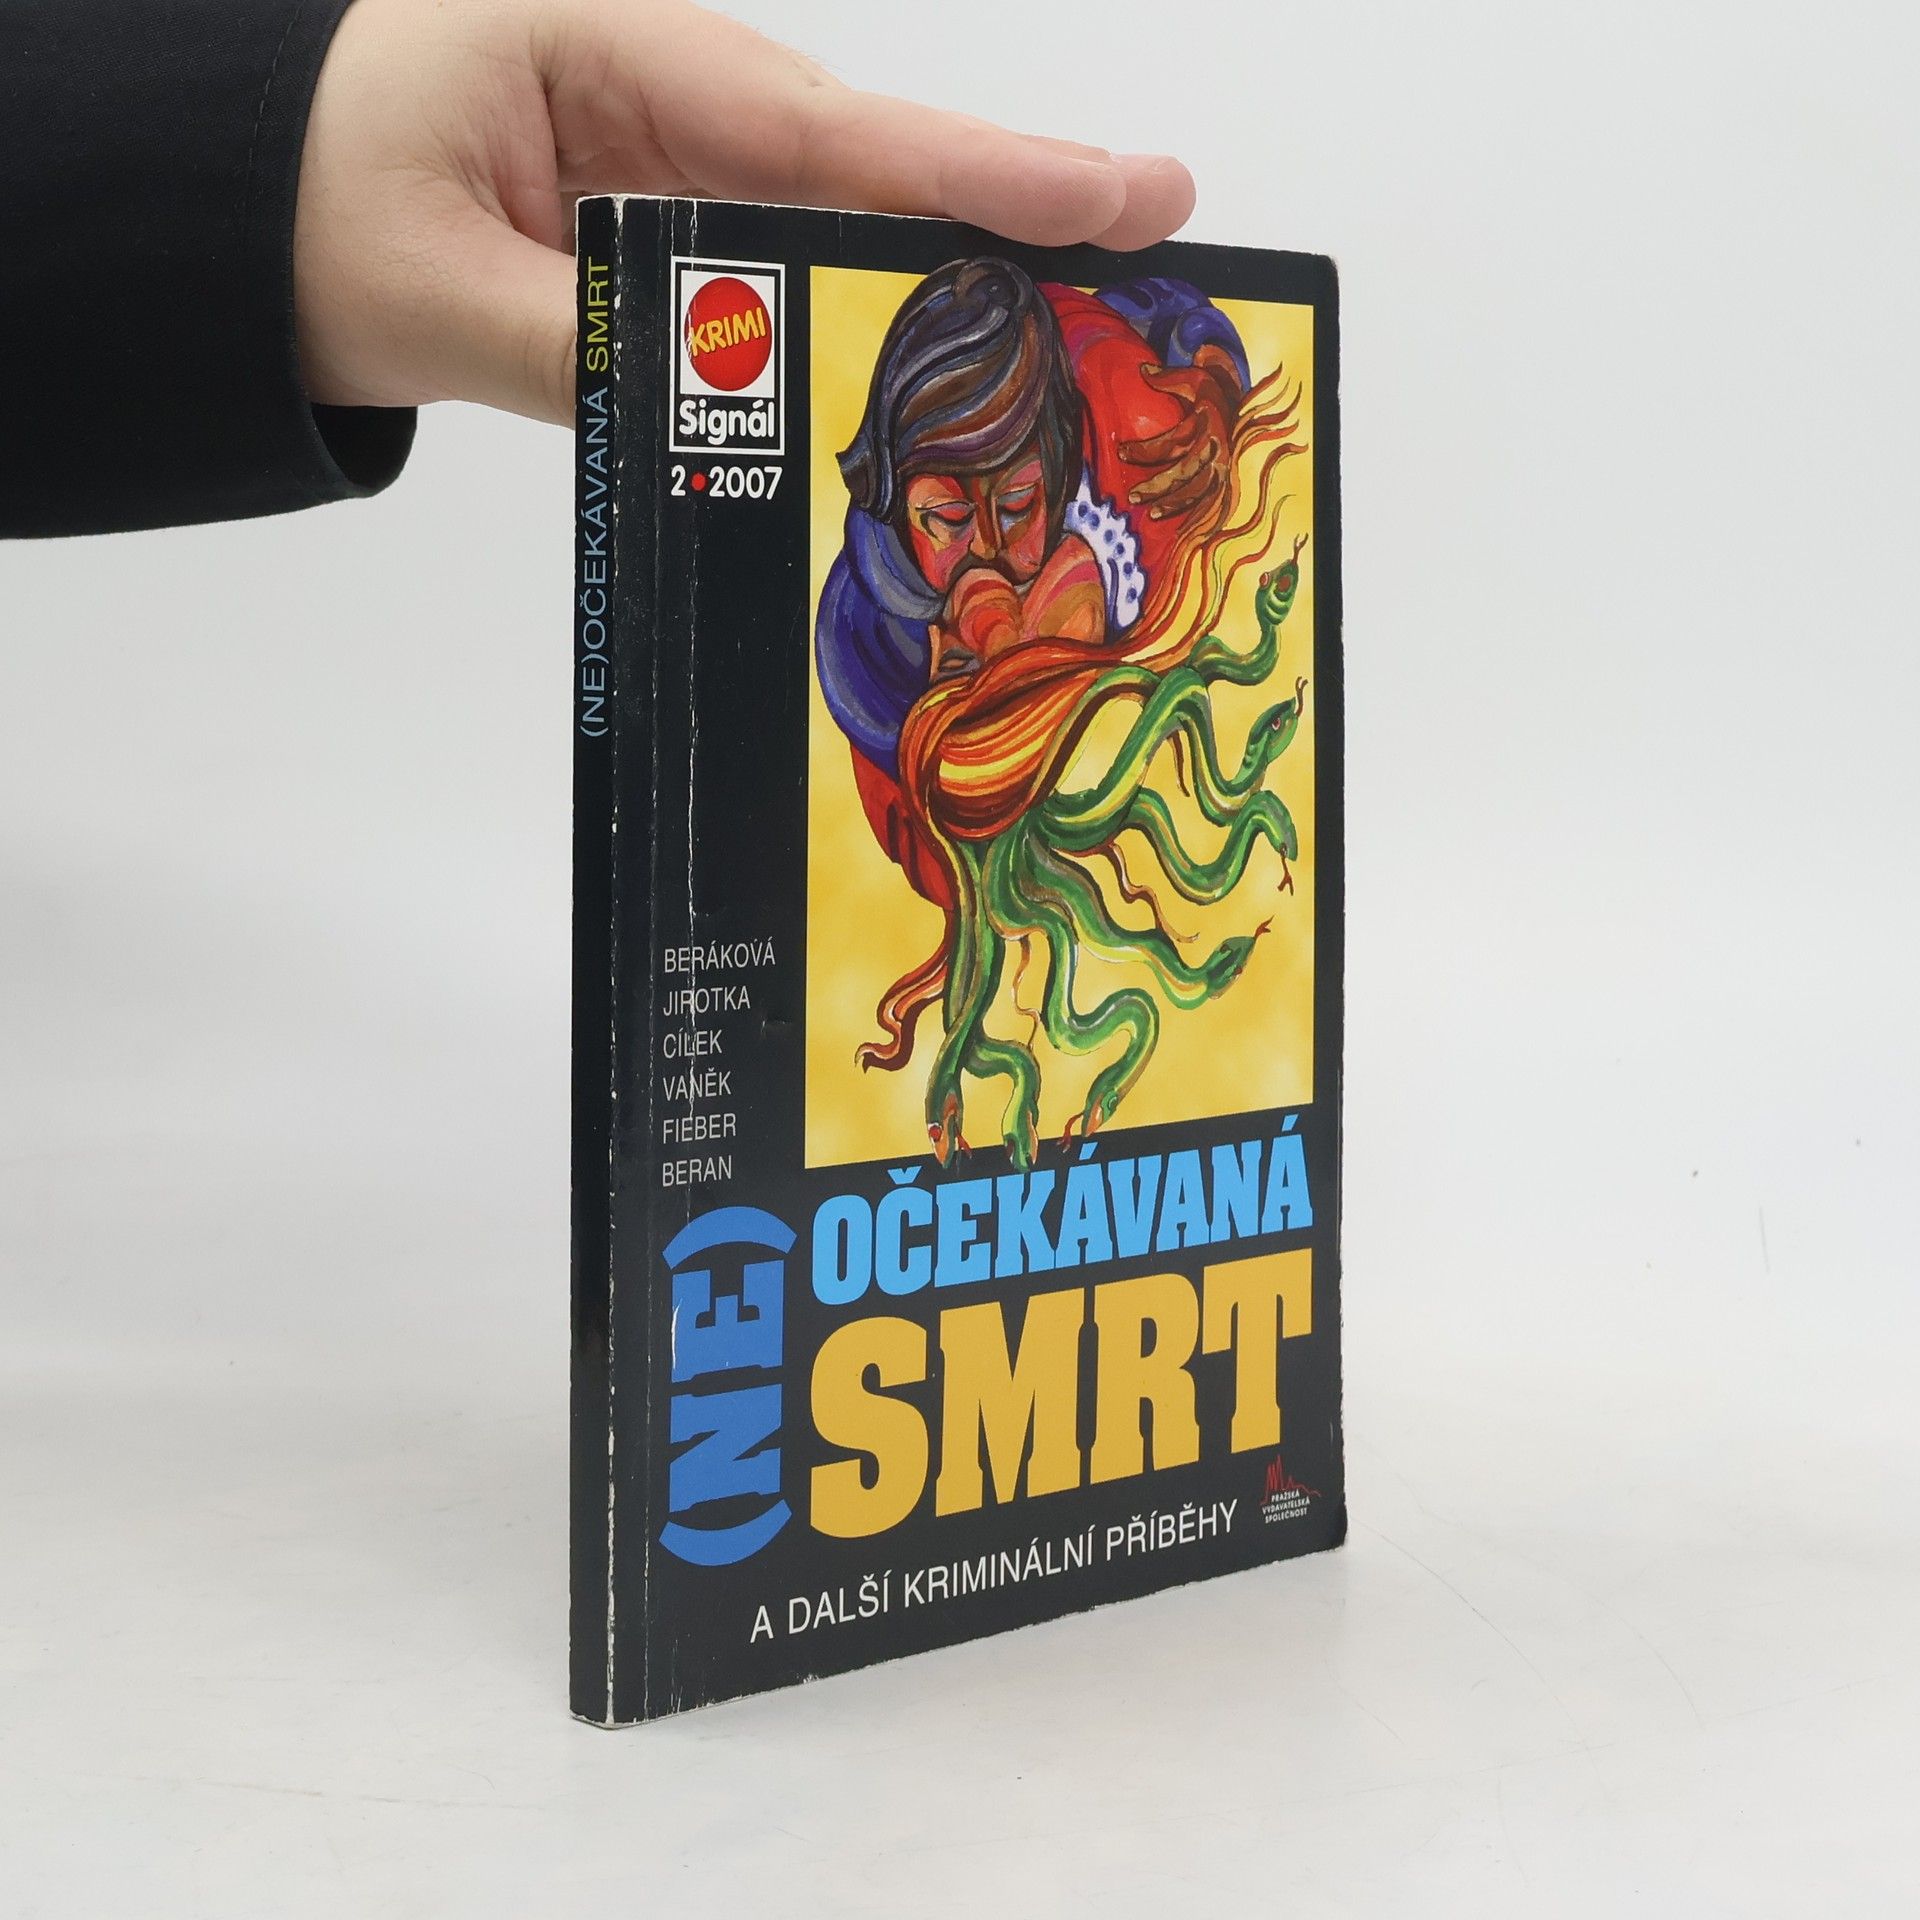 (NE)OČEKÁVANÁ SMRT
KRIMI
Signál
2•2007
BERÁKOVÁ
JIROTKA
CÍLEK
VANĚK
FIEBER
BERAN
(NE)
OČEKÁVANÁ
SMRT
A DALŠÍ KRIMINÁLNÍ PŘÍBĚHY
PRAŽSKÁ
VYDAVATELSKÁ
SPOLEČNOST